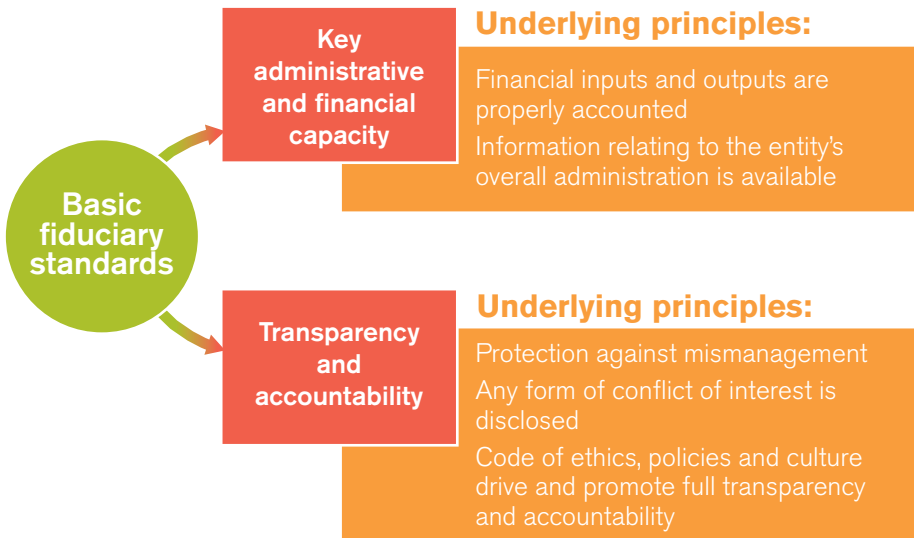 Basic
fiduciary
standards
Key
administrative
and financial
capacity
Underlying principles:
Financial inputs and outputs are
properly accounted
Information relating to the entity's
overall administration is available
Transparency
and
accountability
Underlying principles:
Protection against mismanagement
Any form of conflict of interest is
disclosed
Code of ethics, policies and culture
drive and promote full transparency
and accountability